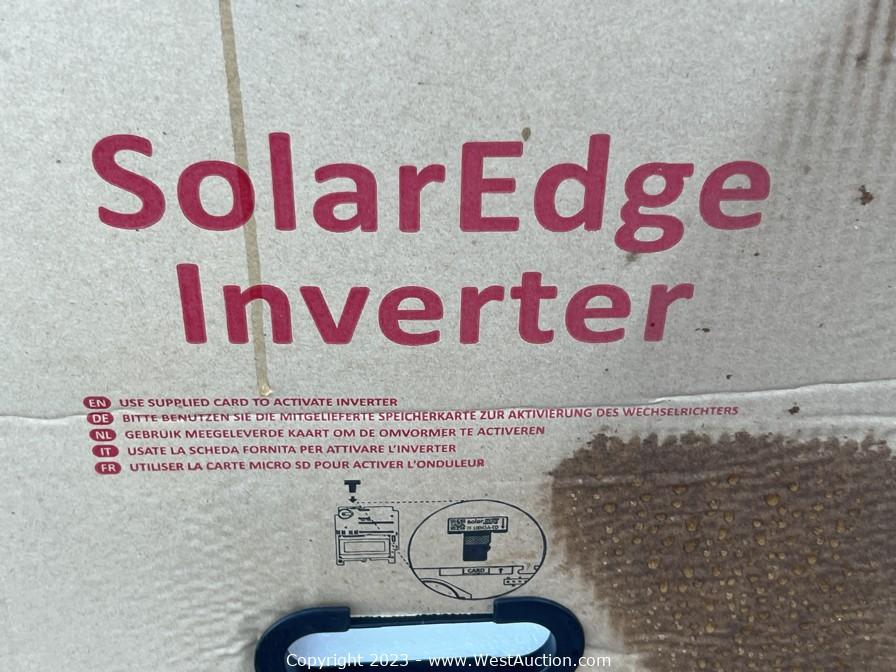 SolarEdge
Inverter
EN USE SUPPLIED CARD TO ACTIVATE INVERTER
DE BITTE BENUTZEN SIE DIE MITGELIEFERTE SPEICHERKARTE ZUR AKTIVIERUNG DES WECHSELRICHTERS
NL GEBRUIK MEEGELEVERDE KAART OM DE OMVORMER TE ACTIVEREN
IT USATE LA SCHEDA FORNITA PER ATTIVARE L'INVERTER
FR UTILISER LA CARTE MICRO SD POUR ACTIVER L'ONDULEUR
CARD
Copyright 2023 - www.WestAuction.com